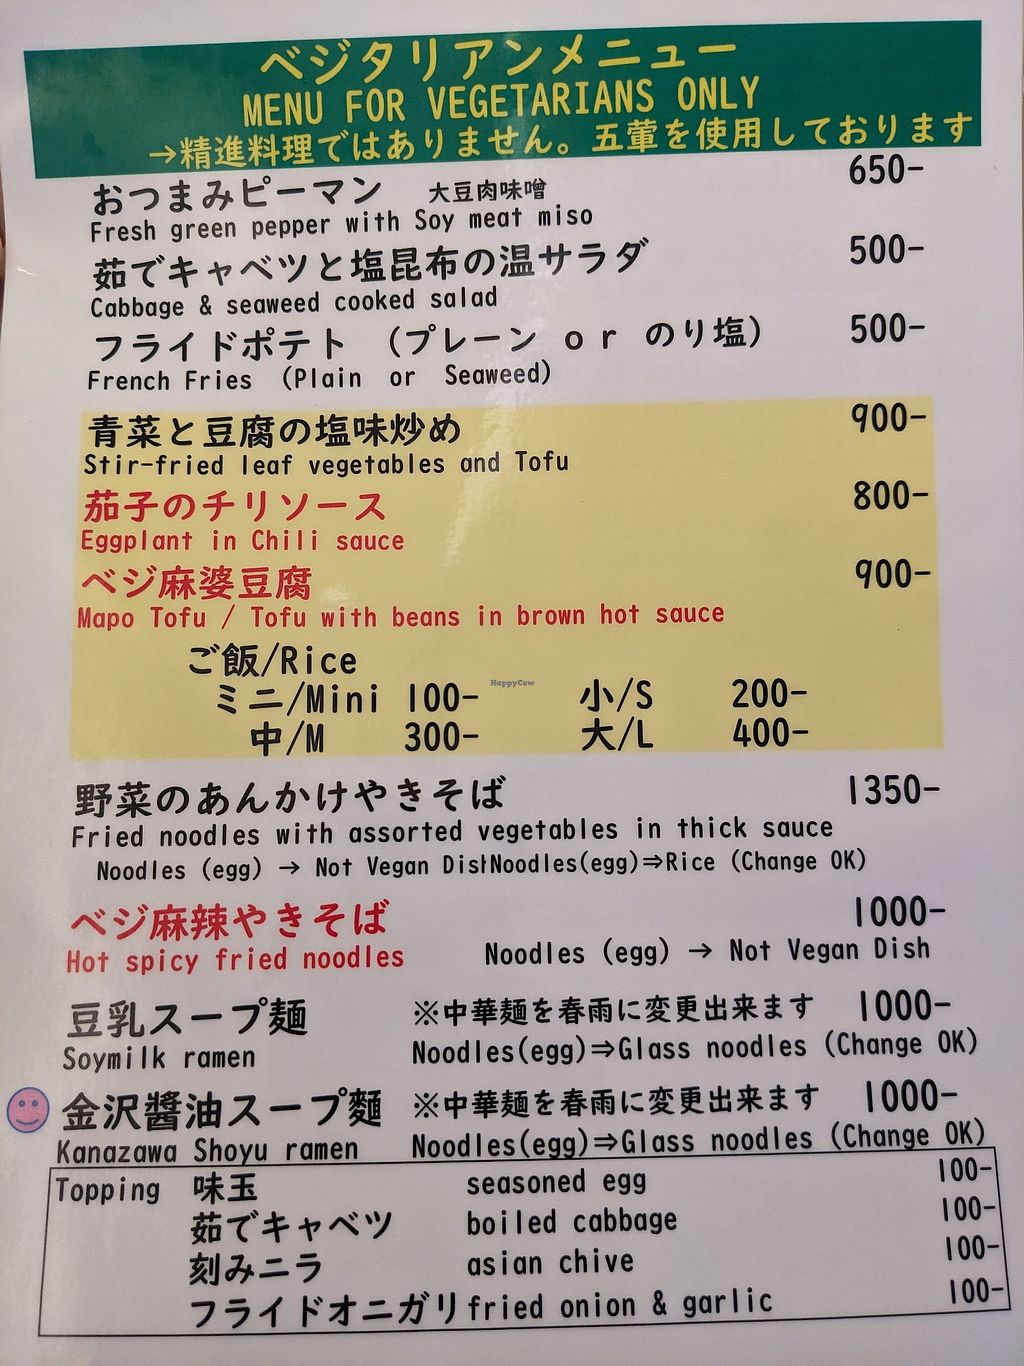 ベジタリアンメニュー
MENU FOR VEGETARIANS ONLY
→精進料理ではありません。五葷を使用しております
おつまみピーマン 大豆肉味噌 650-
Fresh green pepper with Soy meat miso
茹でキャベツと塩昆布の温サラダ 500-
Cabbage & seaweed cooked salad
フライドポテト （プレーン or のり塩） 500-
French Fries (Plain or Seaweed)
青菜と豆腐の塩味炒め 900-
Stir-fried leaf vegetables and Tofu
茄子のチリソース 800-
Eggplant in Chili sauce
ベジ麻婆豆腐 900-
Mapo Tofu / Tofu with beans in brown hot sauce
ご飯/Rice
ミニ/Mini 100- 小/S 200-
HappyCow
中/M 300- 大/L 400-
野菜のあんかけやきそば 1350-
Fried noodles with assorted vegetables in thick sauce
Noodles (egg) → Not Vegan Dish Noodles(egg)⇒Rice (Change OK)
ベジ麻辣やきそば 1000-
Hot spicy fried noodles Noodles (egg) → Not Vegan Dish
豆乳スープ麺 ※中華麺を春雨に変更出来ます 1000-
Soymilk ramen Noodles(egg)⇒Glass noodles (Change OK)
金沢醬油スープ麵 ※中華麺を春雨に変更出来ます 1000-
Kanazawa Shoyu ramen Noodles(egg)⇒Glass noodles (Change OK)
Topping 味玉 seasoned egg 100-
茹でキャベツ boiled cabbage 100-
刻みニラ asian chive 100-
フライドオニガリ fried onion & garlic 100-